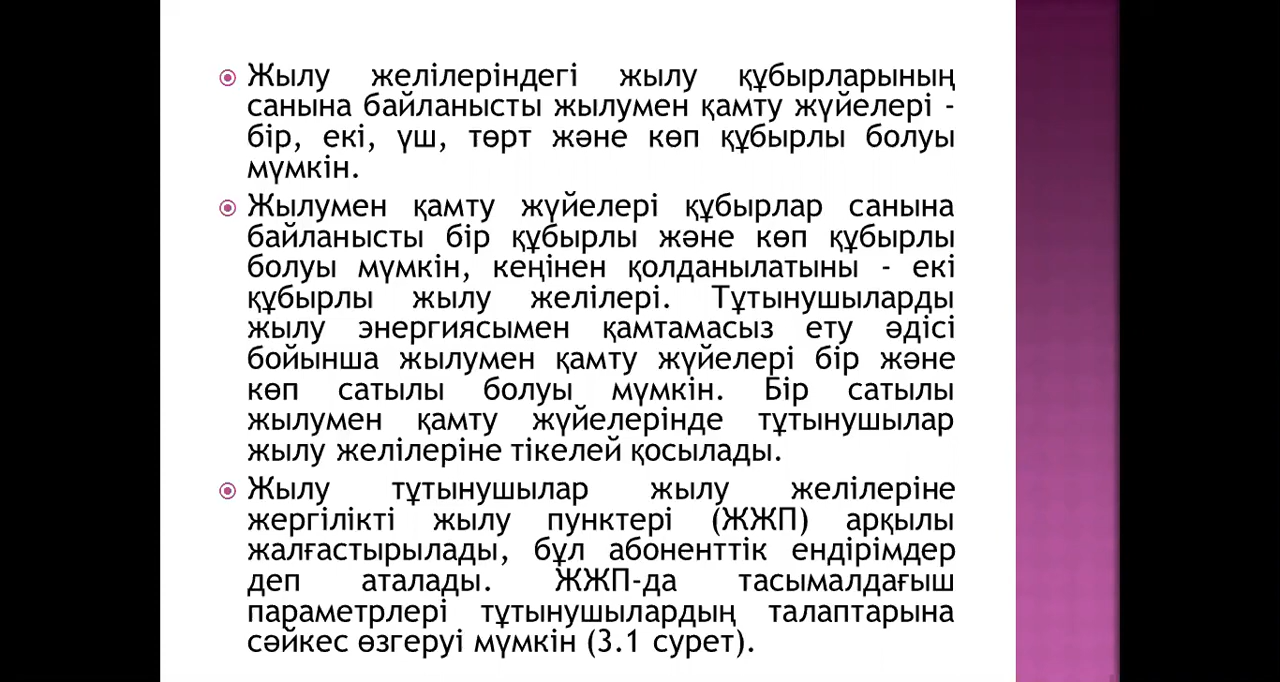 Жылу желілеріндегі жылу құбырларының
санына байланысты жылумен қамту жүйелері -
бір, екі, үш, төрт және көп құбырлы болуы
мүмкін.
Жылумен қамту жүйелері құбырлар санына
байланысты бір құбырлы және көп құбырлы
болуы мүмкін, кеңінен қолданылатыны - екі
құбырлы жылу желілері. Тұтынушыларды
жылу энергиясымен қамтамасыз ету әдісі
бойынша жылумен қамту жүйелері бір және
көп сатылы болуы мүмкін. Бір сатылы
жылумен қамту жүйелерінде тұтынушылар
жылу желілеріне тікелей қосылады.
Жылу тұтынушылар жылу желілеріне
жергілікті жылу пунктері (ЖЖП) арқылы
жалғастырылады, бұл абоненттік ендірімдер
деп аталады. ЖЖП-да тасымалдағыш
параметрлері тұтынушылардың талаптарына
сәйкес өзгеруі мүмкін (3.1 сурет).